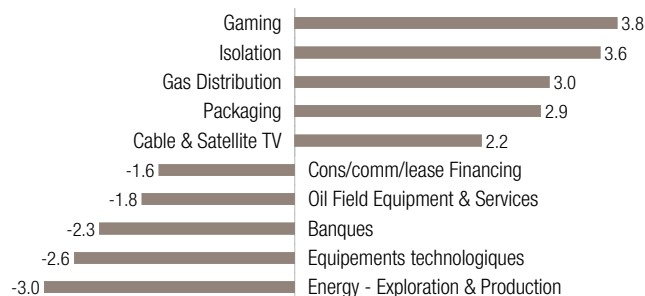 Gaming 3.8
Isolation 3.6
Gas Distribution 3.0
Packaging 2.9
Cable & Satellite TV 2.2
-1.6 Cons/comm/lease Financing
-1.8 Oil Field Equipment & Services
-2.3 Banques
-2.6 Equipements technologiques
-3.0 Energy - Exploration & Production